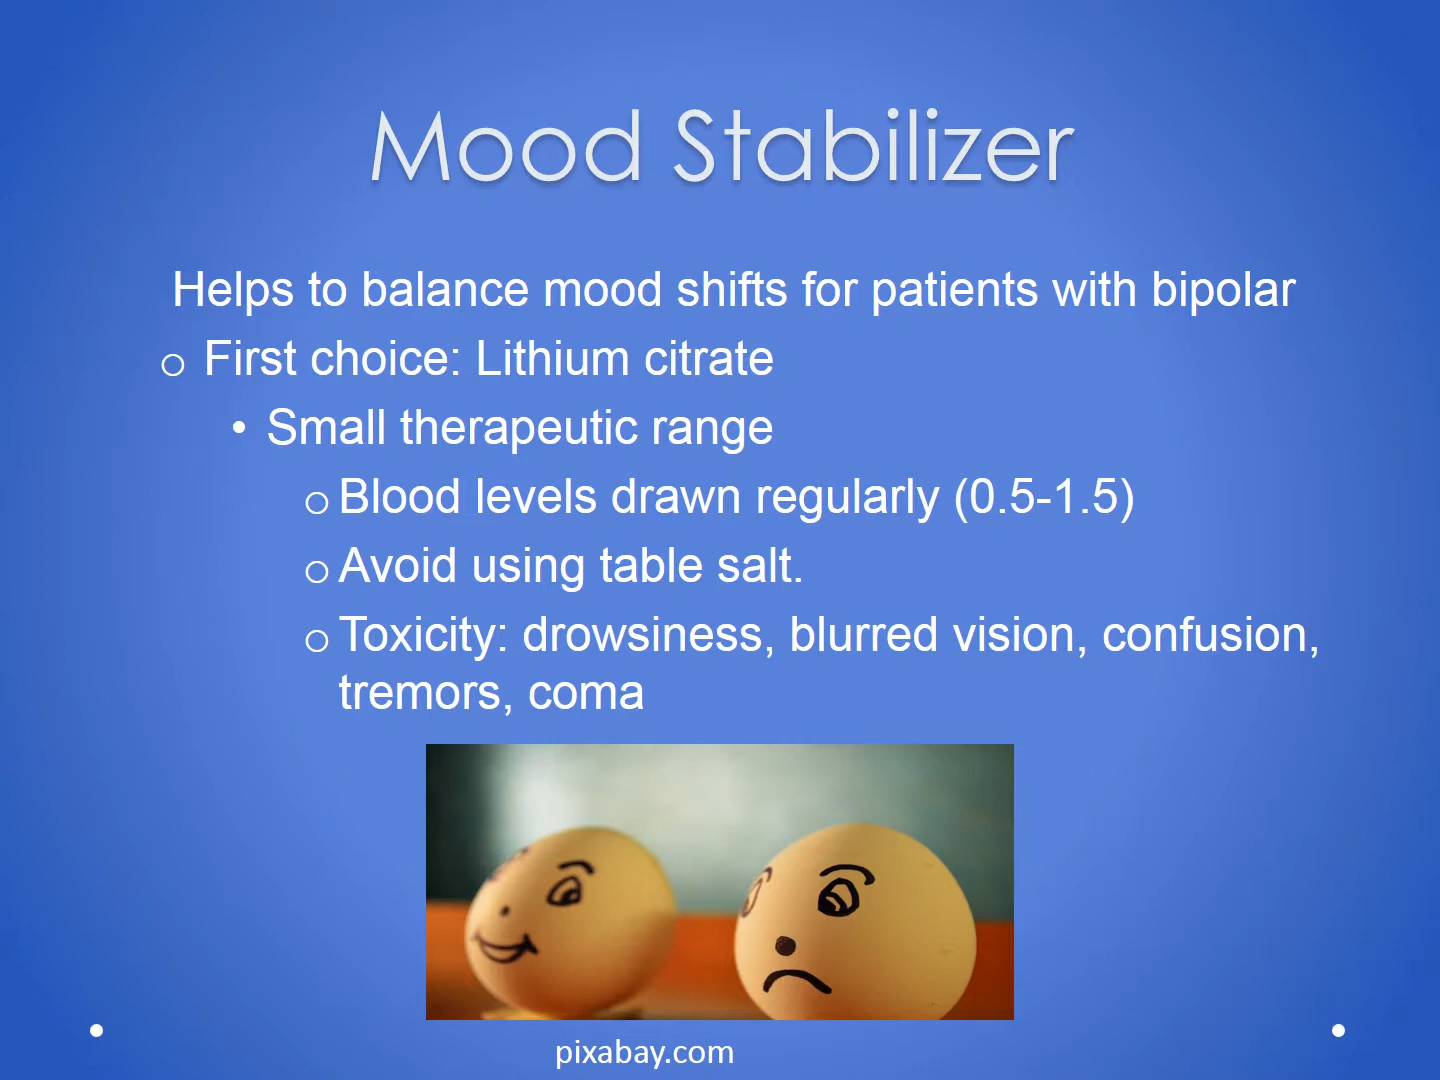 Mood Stabilizer
Helps to balance mood shifts for patients with bipolar
First choice: Lithium citrate
Small therapeutic range
Blood levels drawn regularly (0.5-1.5)
Avoid using table salt.
Toxicity: drowsiness, blurred vision, confusion,
tremors, coma
pixabay.com